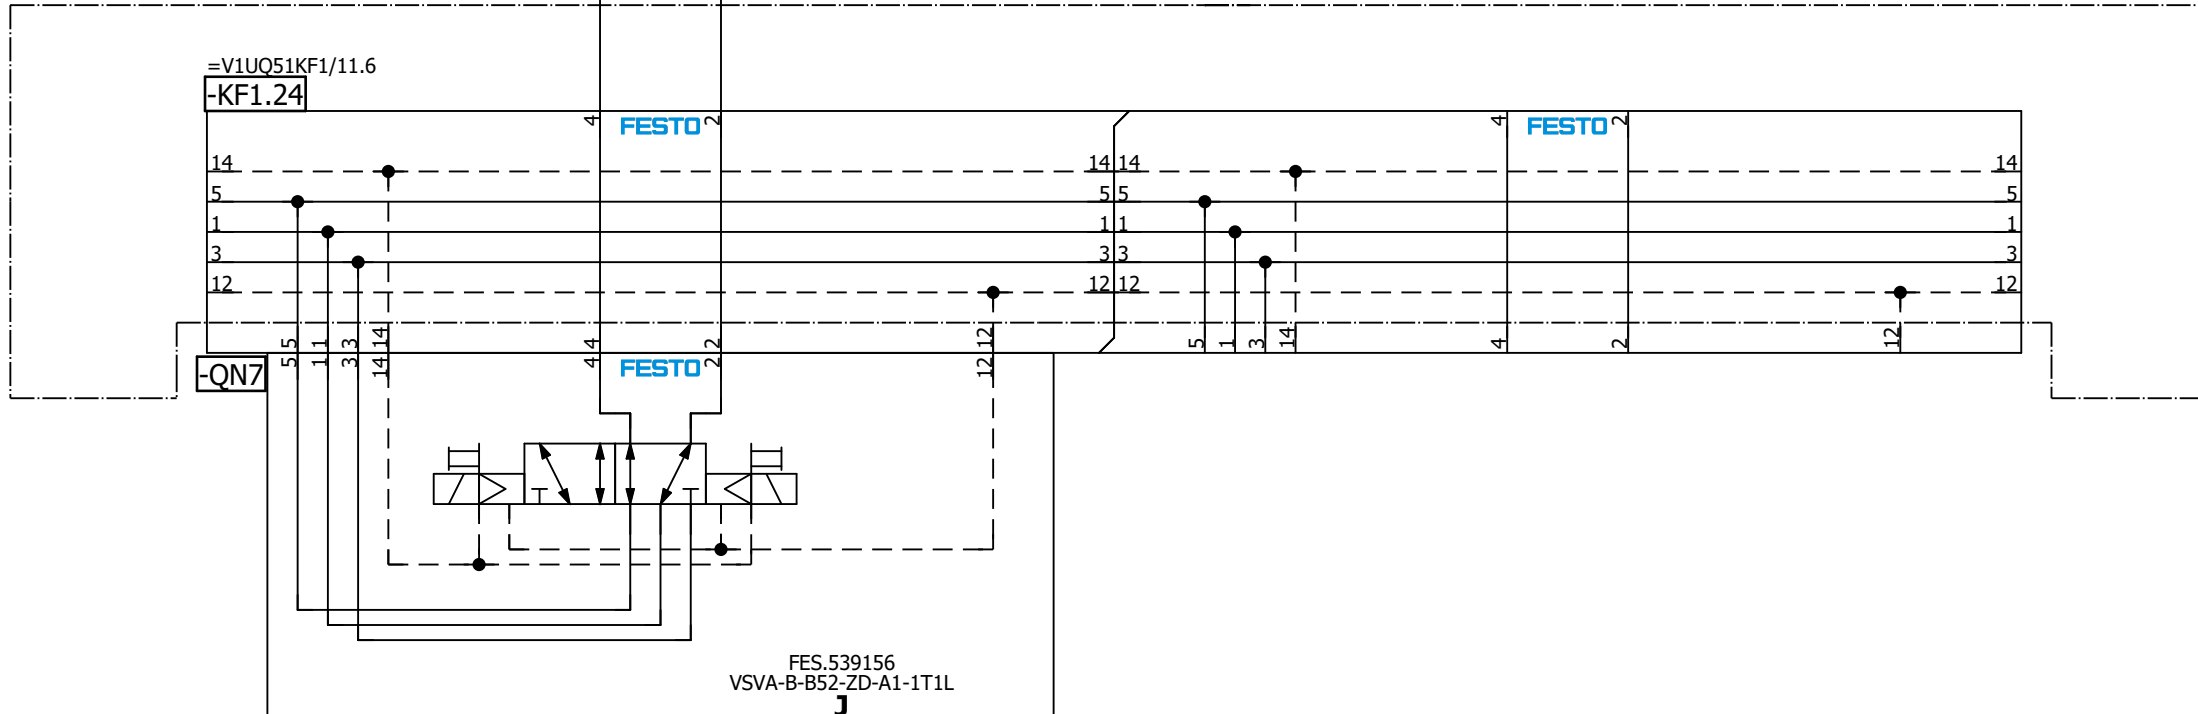 =V1UQ51KF1/11.6
-KF1.24
4 FESTO 2 4 FESTO 2
14 14 14 14
5 5 5 5
1 1 1 1
3 3 3 3
12 12 12 12
5 1 3 14 4 2 12 5 1 3 14 4 2 12
-QN7 5 1 3 14 4 FESTO 2 12
FES.539156
VSVA-B-B52-ZD-A1-1T1L
J